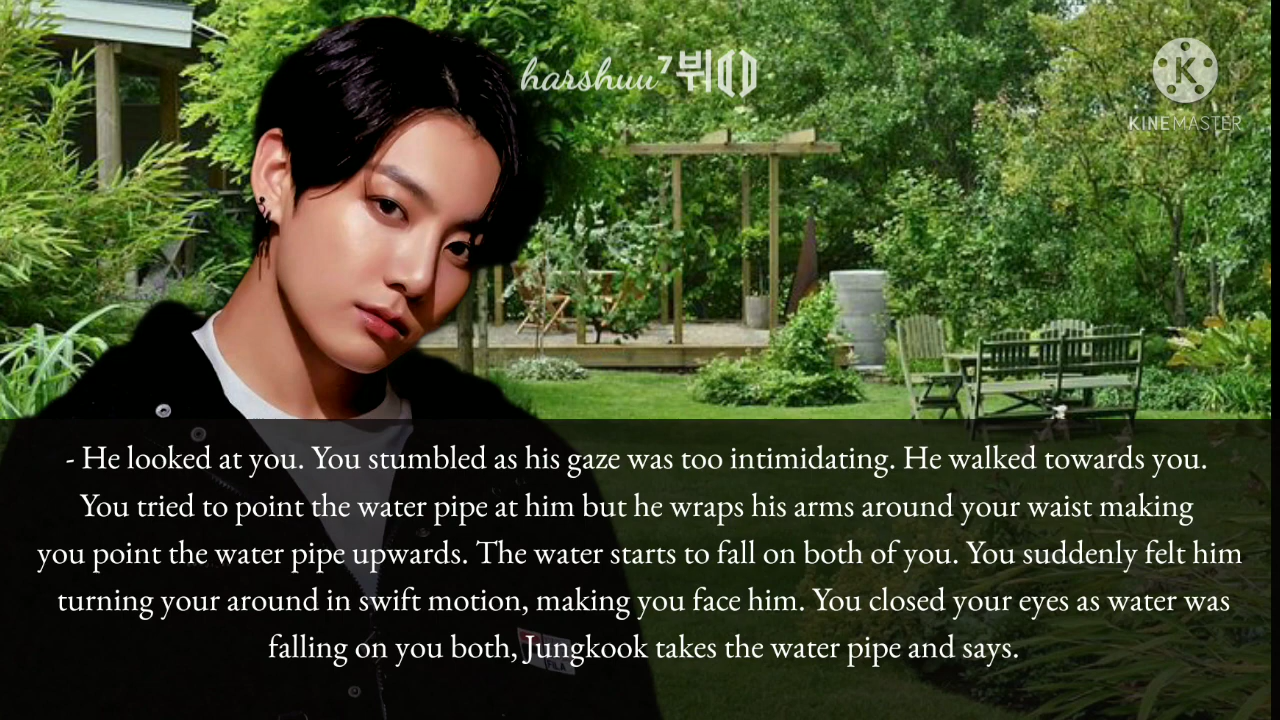 harshuu⁷뷔
KINEMASTER
- He looked at you. You stumbled as his gaze was too intimidating. He walked towards you.
You tried to point the water pipe at him but he wraps his arms around your waist making
you point the water pipe upwards. The water starts to fall on both of you. You suddenly felt him
turning your around in swift motion, making you face him. You closed your eyes as water was
falling on you both, Jungkook takes the water pipe and says.
FILA